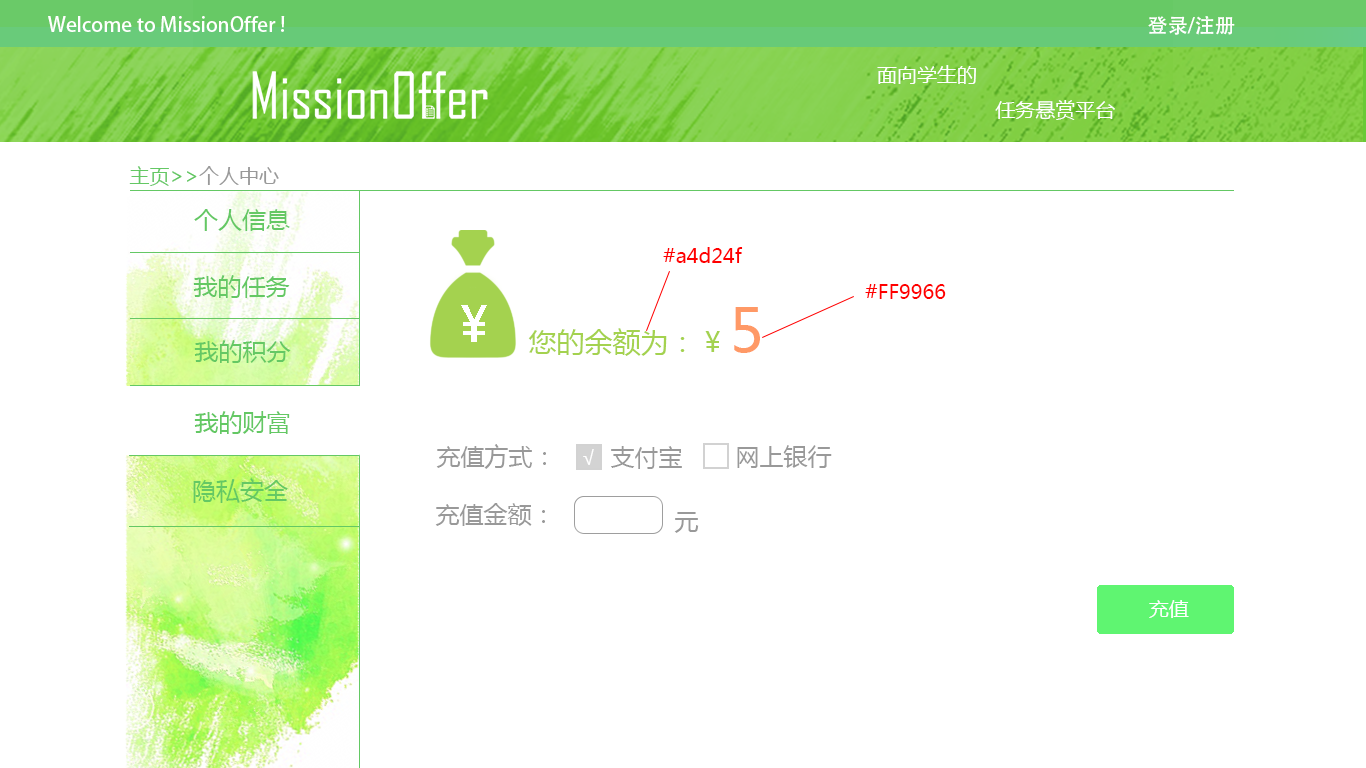 Welcome to MissionOffer !
登录/注册
MissionOffer
面向学生的
任务悬赏平台
主页>>个人中心
个人信息
我的任务
我的积分
我的财富
隐私安全
#a4d24f
#FF9966
¥
您的余额为：¥ 5
充值方式： √ 支付宝 网上银行
充值金额： 元
充值